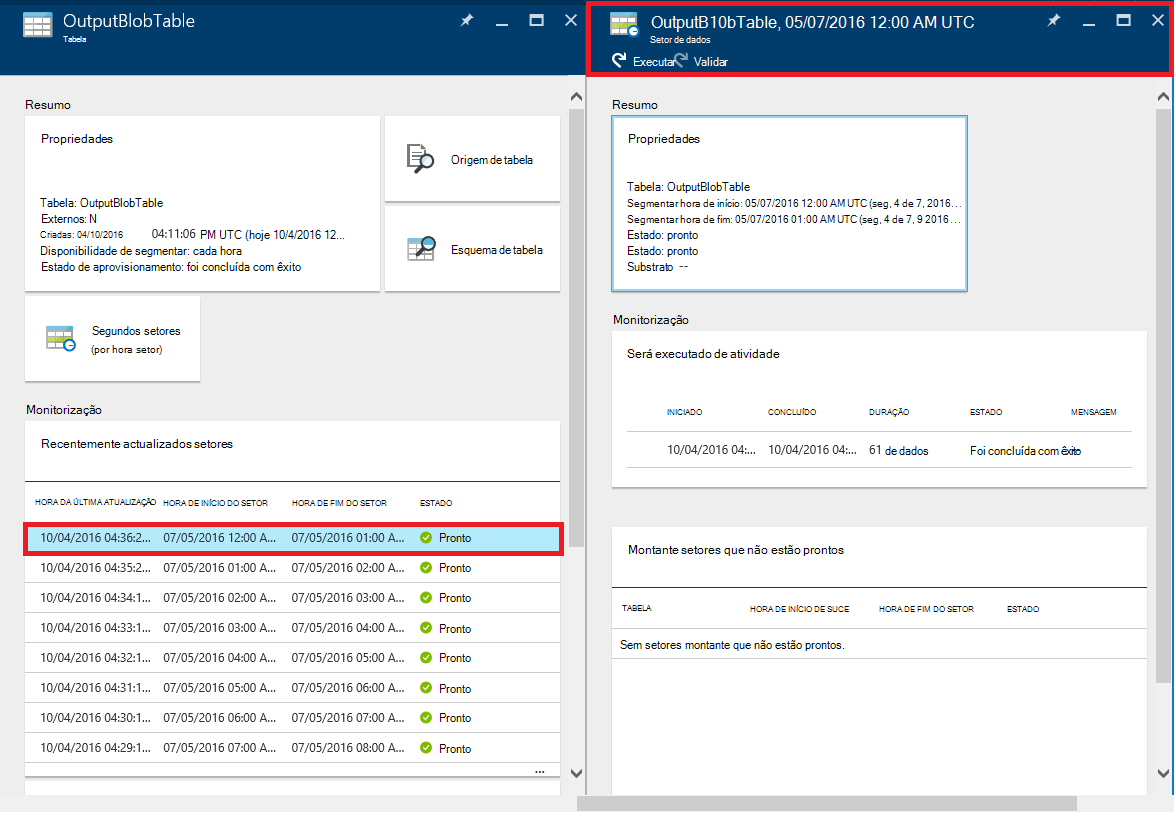 OutputBlobTable
Tabela
Resumo
Propriedades
Tabela: OutputBlobTable
Externos: N
Criadas: 04/10/2016 04:11:06 PM UTC (hoje 10/4/2016 12...
Disponibilidade de segmentar: cada hora
Estado de aprovisionamento: foi concluída com êxito
Origem de tabela
Esquema de tabela
Segundos setores
(por hora setor)
Monitorização
Recentemente actualizados setores
HORA DA ÚLTIMA ATUALIZAÇÃO HORA DE INÍCIO DO SETOR HORA DE FIM DO SETOR ESTADO
10/04/2016 04:36:2... 07/05/2016 12:00 A... 07/05/2016 01:00 A... Pronto
10/04/2016 04:35:2... 07/05/2016 01:00 A... 07/05/2016 02:00 A... Pronto
10/04/2016 04:34:1... 07/05/2016 02:00 A... 07/05/2016 03:00 A... Pronto
10/04/2016 04:33:1... 07/05/2016 03:00 A... 07/05/2016 04:00 A... Pronto
10/04/2016 04:32:1... 07/05/2016 04:00 A... 07/05/2016 05:00 A... Pronto
10/04/2016 04:31:1... 07/05/2016 05:00 A... 07/05/2016 06:00 A... Pronto
10/04/2016 04:30:1... 07/05/2016 06:00 A... 07/05/2016 07:00 A... Pronto
10/04/2016 04:29:1... 07/05/2016 07:00 A... 07/05/2016 08:00 A... Pronto
...
OutputB10bTable, 05/07/2016 12:00 AM UTC
Setor de dados
Executar Validar
Resumo
Propriedades
Tabela: OutputBlobTable
Segmentar hora de início: 05/07/2016 12:00 AM UTC (seg, 4 de 7, 2016...
Segmentar hora de fim: 05/07/2016 01:00 AM UTC (seg, 4 de 7, 9 2016...
Estado: pronto
Estado: pronto
Substrato --
Monitorização
Será executado de atividade
INICIADO CONCLUÍDO DURAÇÃO ESTADO MENSAGEM
10/04/2016 04:... 10/04/2016 04:... 61 de dados Foi concluída com êxito
Montante setores que não estão prontos
TABELA HORA DE INÍCIO DE SUCE HORA DE FIM DO SETOR ESTADO
Sem setores montante que não estão prontos.